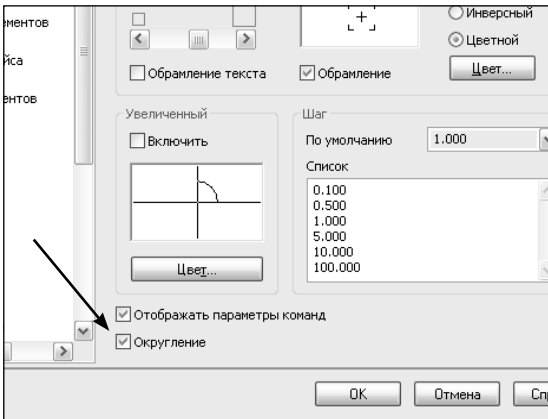 ементов
йса
ентов
Инверсный
Цветной
Обрамление текста
Обрамление
Цвет...
Увеличенный
Включить
Цвет...
Шаг
По умолчанию
1.000
Список
0.100
0.500
1.000
5.000
10.000
100.000
Отображать параметры команд
Округление
OK
Отмена
Спр